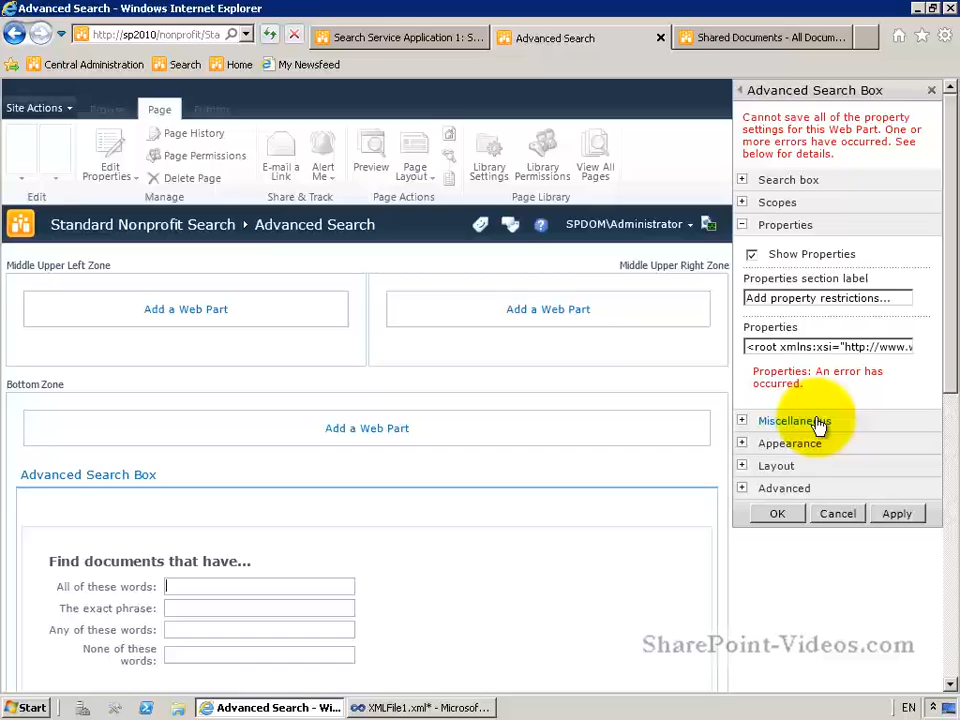 Advanced Search - Windows Internet Explorer
http://sp2010/nonprofit/Sta
Search Service Application 1: S...
Advanced Search
Shared Documents - All Docum...
Central Administration
Search
Home
My Newsfeed
Site Actions
Page
Edit Properties
Page History
Page Permissions
Delete Page
E-mail a Link
Alert Me
Preview
Page Layout
Library Settings
Library Permissions
View All Pages
Edit
Manage
Share & Track
Page Actions
Page Library
Standard Nonprofit Search
Advanced Search
SPDOM\Administrator
Middle Upper Left Zone
Middle Upper Right Zone
Add a Web Part
Add a Web Part
Bottom Zone
Add a Web Part
Advanced Search Box
Find documents that have...
All of these words:
The exact phrase:
Any of these words:
None of these
words:
Advanced Search Box
Cannot save all of the property
settings for this Web Part. One or
more errors have occurred. See
below for details.
Search box
Scopes
Properties
Show Properties
Properties section label
Add property restrictions...
Properties
<root xmlns:xsi="http://www.v
Properties: An error has
occurred.
Miscellaneous
Appearance
Layout
Advanced
OK
Cancel
Apply
SharePoint-Videos.com
Start
Advanced Search - Wi...
XMLFile1.xml* - Microsof...
EN